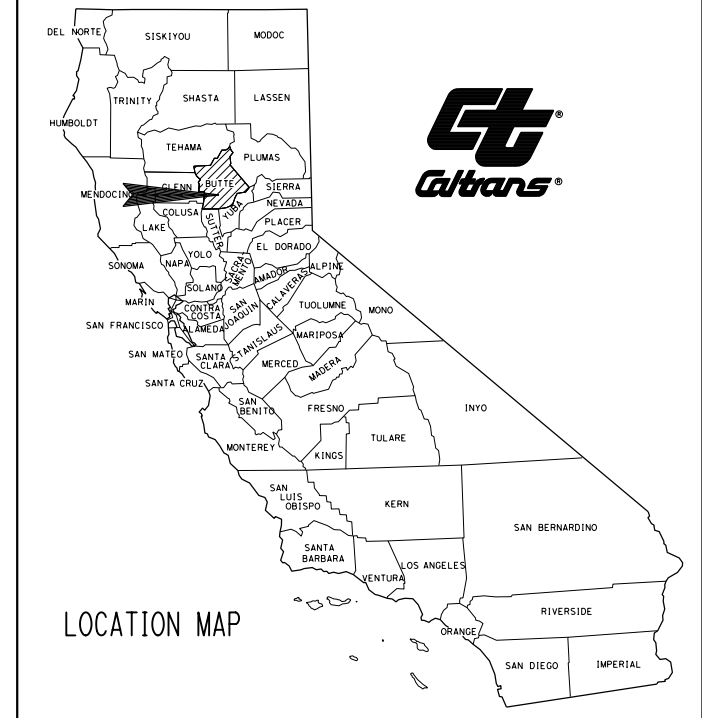 DEL NORTE
SISKIYOU
MODOC
TRINITY
SHASTA
LASSEN
HUMBOLDT
TEHAMA
PLUMAS
Ct ®
Caltrans ®
MENDOCINO
GLENN
BUTTE
SIERRA
COLUSA
SUTTER
YUBA
NEVADA
LAKE
PLACER
SONOMA
NAPA
YOLO
SACRA-
MENTO
EL DORADO
ALPINE
SOLANO
AMADOR
CALAVERAS
MARIN
CONTRA
COSTA
SAN
JOAQUIN
TUOLUMNE
MONO
SAN FRANCISCO
ALAMEDA
STANISLAUS
MARIPOSA
SAN MATEO
SANTA
CLARA
MERCED
MADERA
SANTA CRUZ
SAN
BENITO
FRESNO
INYO
MONTEREY
KINGS
TULARE
SAN
LUIS
OBISPO
KERN
SAN BERNARDINO
SANTA
BARBARA
VENTURA
LOS ANGELES
LOCATION MAP
ORANGE
RIVERSIDE
SAN DIEGO
IMPERIAL